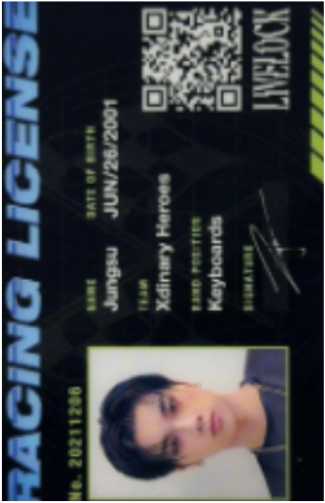 RACING LICENSE
No. 20211206
NAME
Jungsu
DATE OF BIRTH
JUN/26/2001
TEAM
Xdinary Heroes
BAND POSITION
Keyboards
SIGNATURE
LIVELOCK